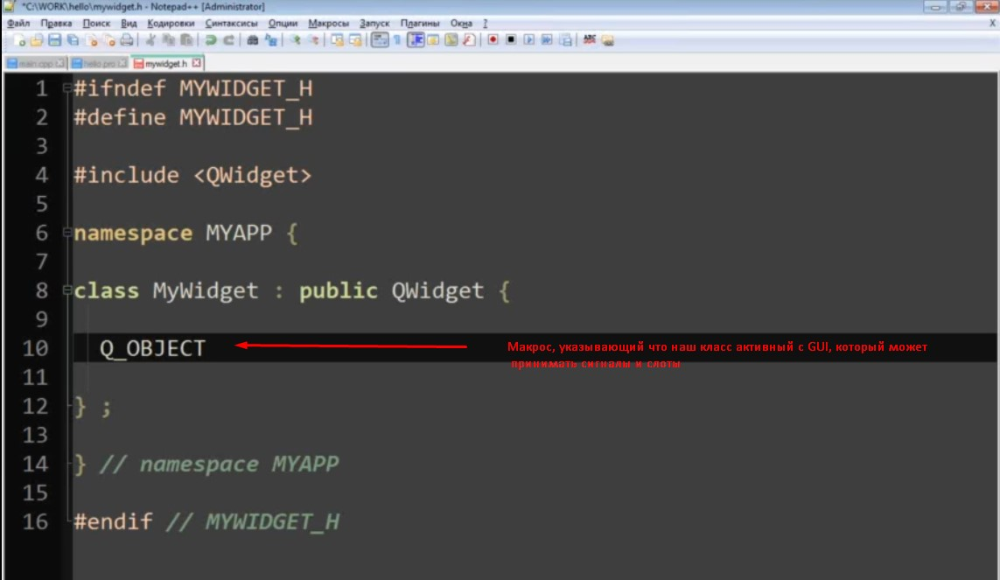 *C:\WORK\hello\mywidget.h - Notepad++ [Administrator]
Файл Правка Поиск Вид Кодировки Синтаксисы Опции Макросы Запуск Плагины Окна ? X
main.cpp hello.pro mywidget.h
1 #ifndef MYWIDGET_H
2 #define MYWIDGET_H
3
4 #include <QWidget>
5
6 namespace MYAPP {
7
8 class MyWidget : public QWidget {
9
10 Q_OBJECT Макрос, указывающий что наш класс активный с GUI, который может
принимать сигналы и слоты
11
12 } ;
13
14 } // namespace MYAPP
15
16 #endif // MYWIDGET_H